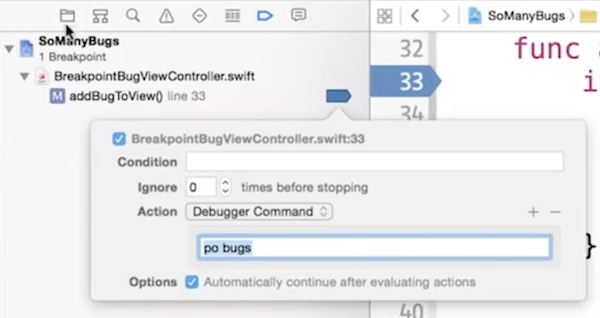 SoManyBugs
1 Breakpoint
BreakpointBugViewController.swift
M addBugToView() line 33
SoManyBugs
32 func
33 i
34
BreakpointBugViewController.swift:33
Condition
Ignore 0 times before stopping
Action Debugger Command + −
po bugs
}
Options Automatically continue after evaluating actions
40